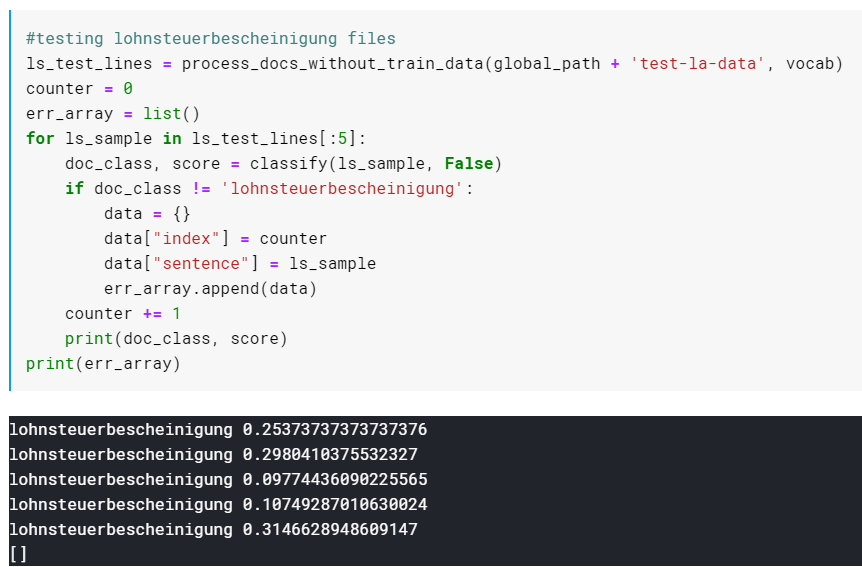 #testing lohnsteuerbescheinigung files
ls_test_lines = process_docs_without_train_data(global_path + 'test-la-data', vocab)
counter = 0
err_array = list()
for ls_sample in ls_test_lines[:5]:
    doc_class, score = classify(ls_sample, False)
    if doc_class != 'lohnsteuerbescheinigung':
        data = {}
        data["index"] = counter
        data["sentence"] = ls_sample
        err_array.append(data)
    counter += 1
    print(doc_class, score)
print(err_array)
lohnsteuerbescheinigung 0.25373737373737376
lohnsteuerbescheinigung 0.2980410375532327
lohnsteuerbescheinigung 0.09774436090225565
lohnsteuerbescheinigung 0.10749287010630024
lohnsteuerbescheinigung 0.3146628948609147
[]